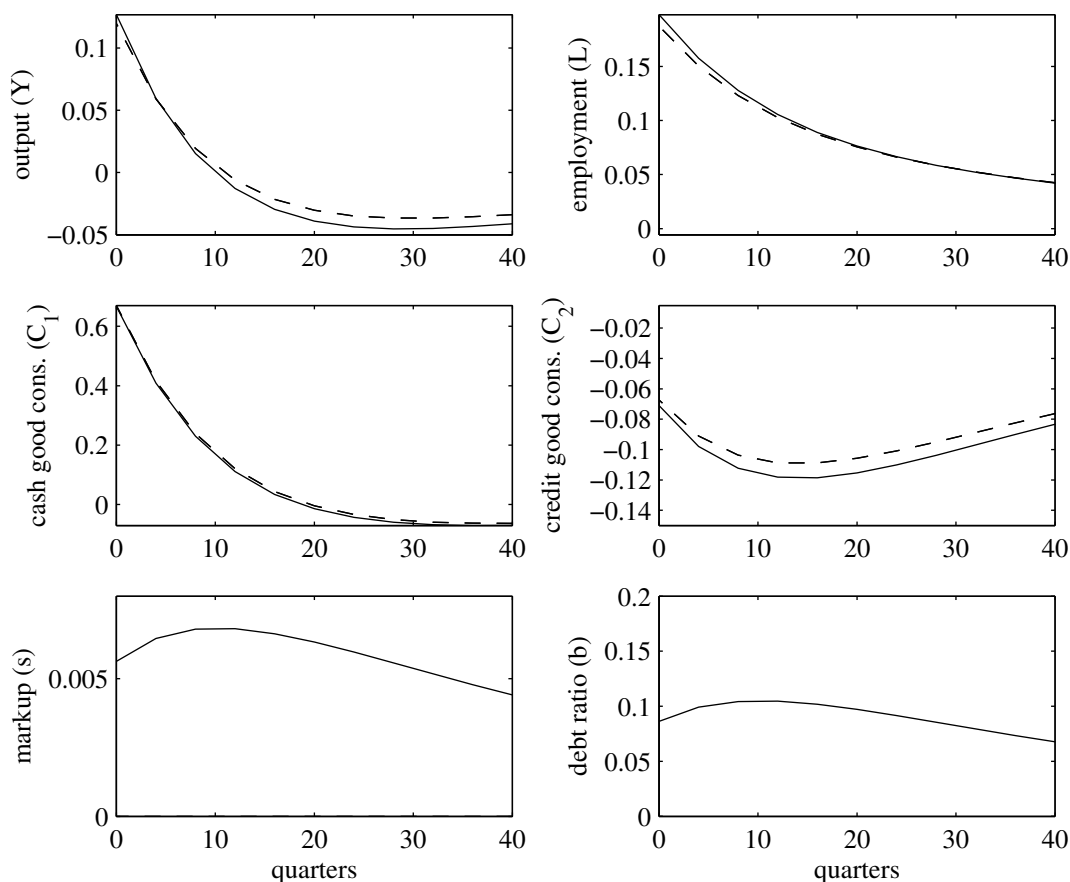 output (Y)
0.1
0.05
0
−0.05
0 10 20 30 40
employment (L)
0.15
0.1
0.05
0
0 10 20 30 40
cash good cons. (C₁)
0.6
0.4
0.2
0
0 10 20 30 40
credit good cons. (C₂)
−0.02
−0.04
−0.06
−0.08
−0.1
−0.12
−0.14
0 10 20 30 40
markup (s)
0.005
0
0 10 20 30 40
quarters
debt ratio (b)
0.2
0.15
0.1
0.05
0
0 10 20 30 40
quarters